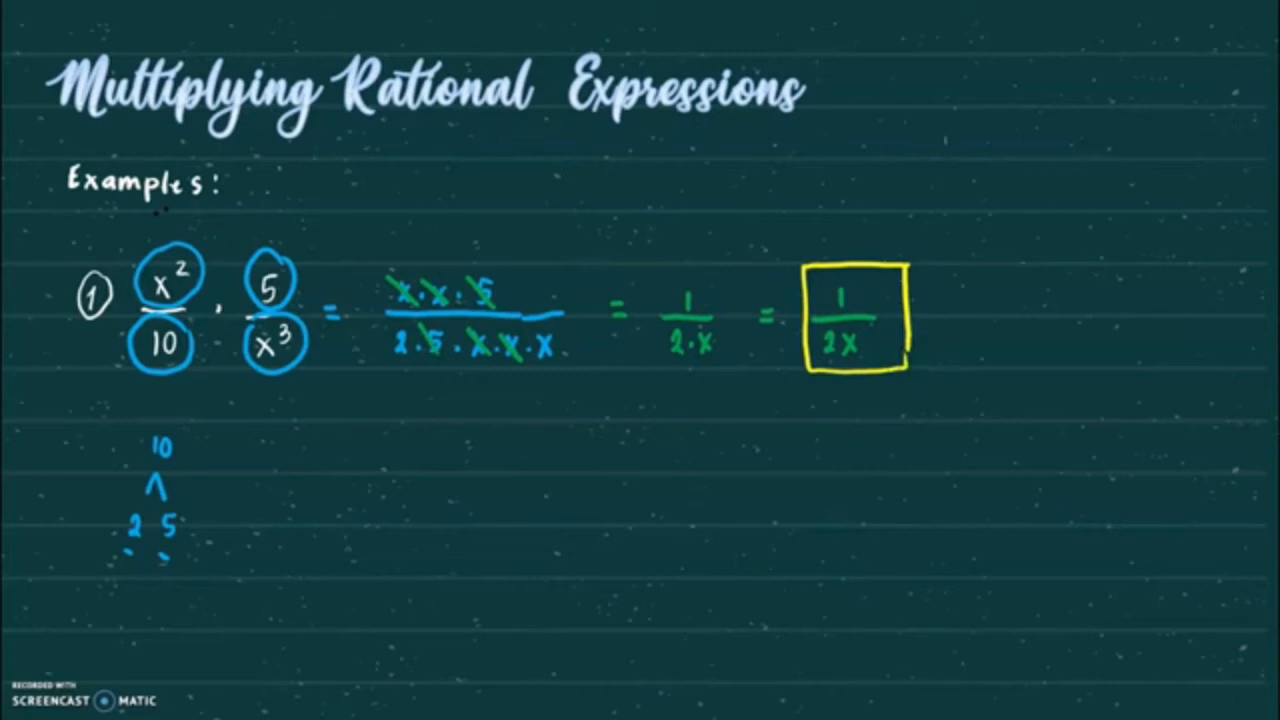 Multiplying Rational Expressions
Examples:
1 x²/10 · 5/x³ = x·x·5/2·5·x·x·x = 1/2·x = 1/2x
10
2 5
RECORDED WITH
SCREENCAST MATIC